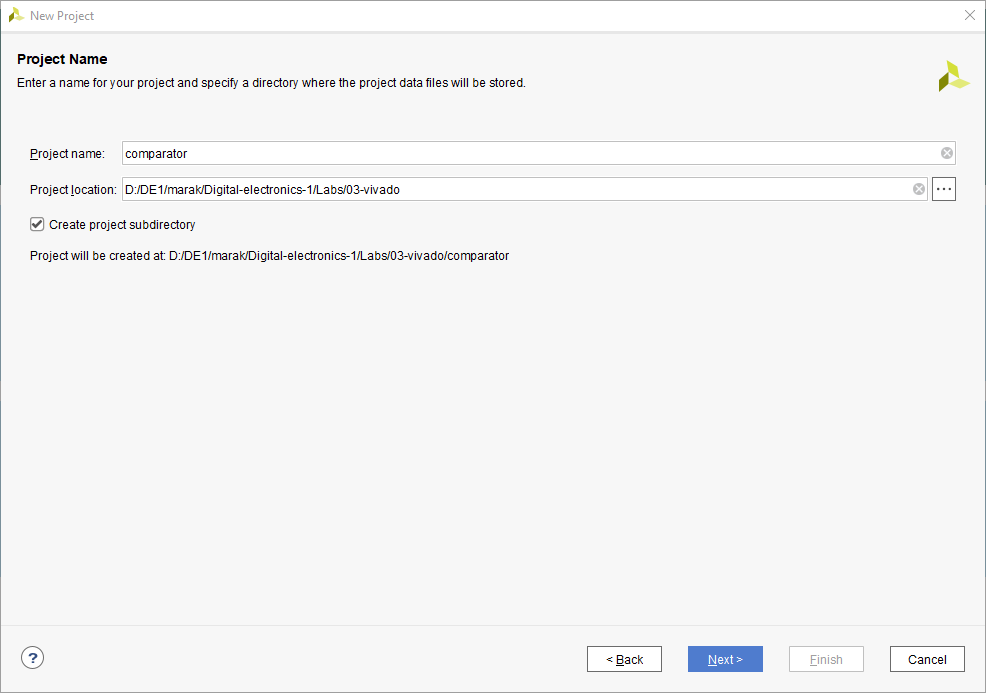 New Project
Project Name
Enter a name for your project and specify a directory where the project data files will be stored.
Project name: comparator
Project location: D:/DE1/marak/Digital-electronics-1/Labs/03-vivado ...
Create project subdirectory
Project will be created at: D:/DE1/marak/Digital-electronics-1/Labs/03-vivado/comparator
? < Back Next > Finish Cancel